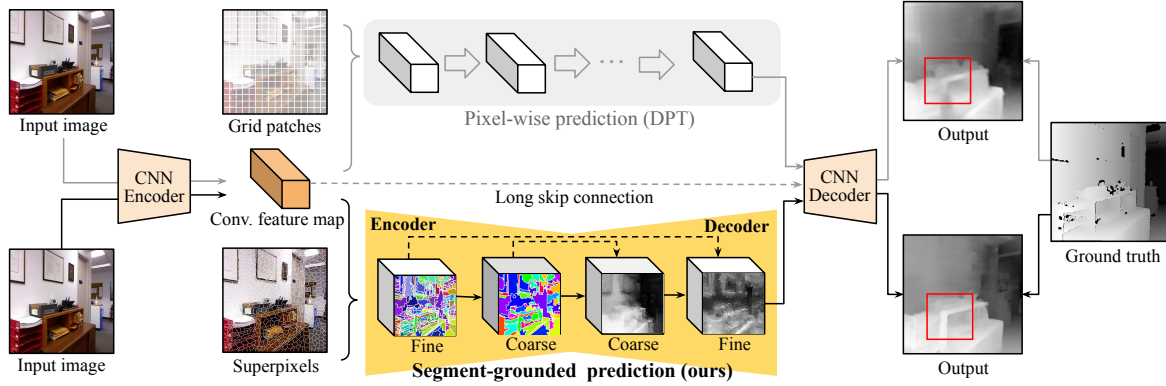 Input image
Grid patches
Pixel-wise prediction (DPT)
Output
CNN
Encoder
Conv. feature map
Long skip connection
CNN
Decoder
Ground truth
Encoder
Decoder
Fine
Coarse
Coarse
Fine
Input image
Superpixels
Segment-grounded prediction (ours)
Output